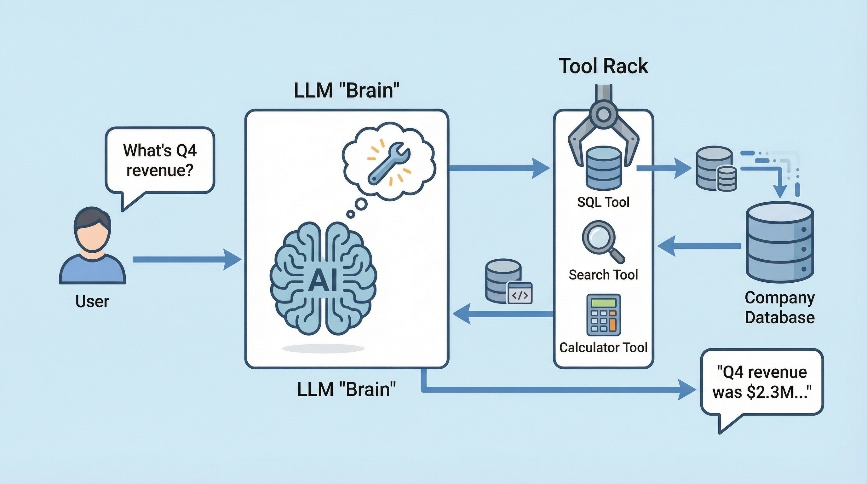 LLM "Brain"
Tool Rack
What's Q4
revenue?
User
AI
SQL Tool
Search Tool
</>
Calculator Tool
Company
Database
LLM "Brain"
"Q4 revenue
was $2.3M..."